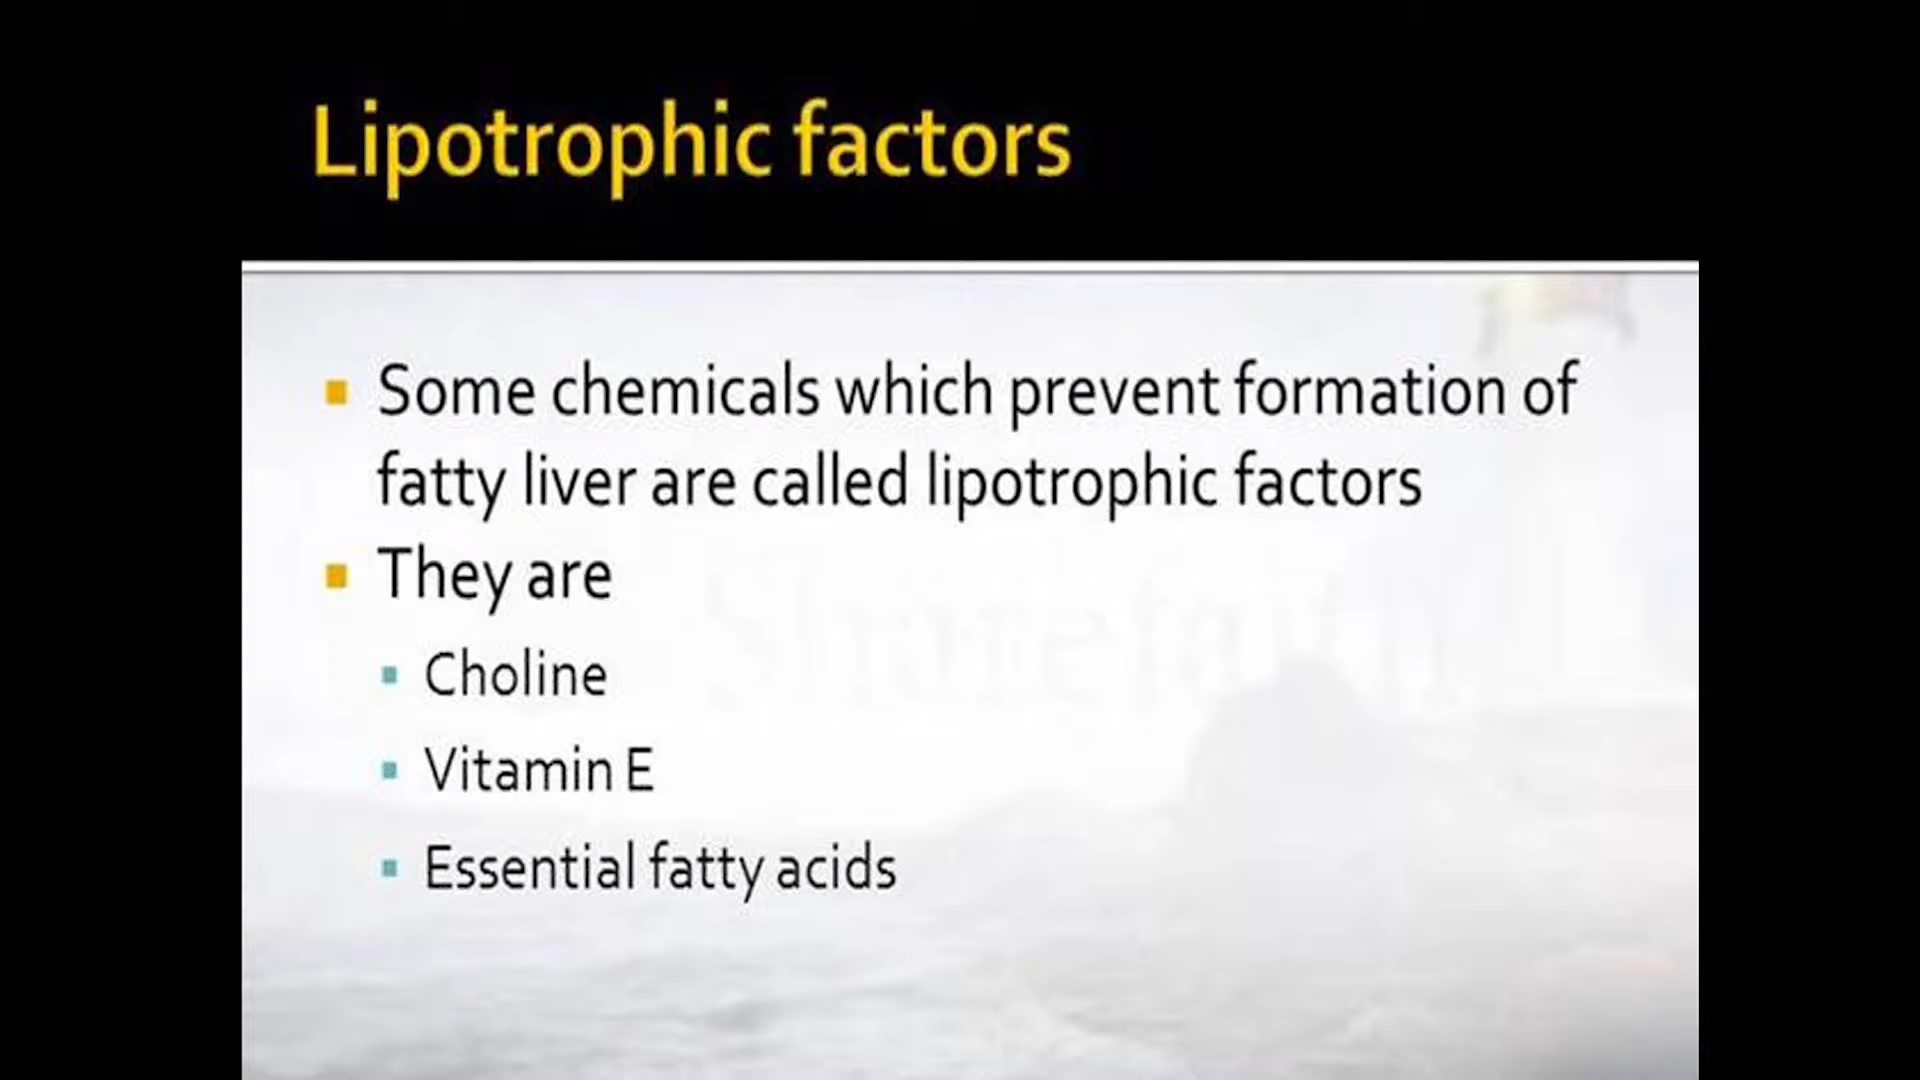 Lipotrophic factors
Some chemicals which prevent formation of
fatty liver are called lipotrophic factors
They are
Choline
Vitamin E
Essential fatty acids